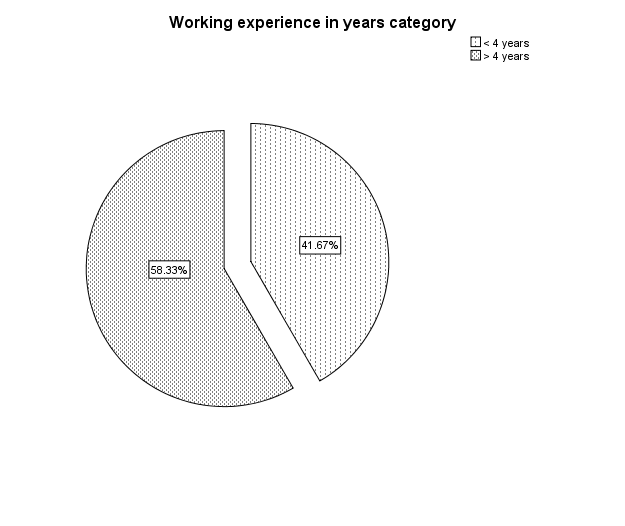 Working experience in years category
< 4 years
> 4 years
41.67%
58.33%